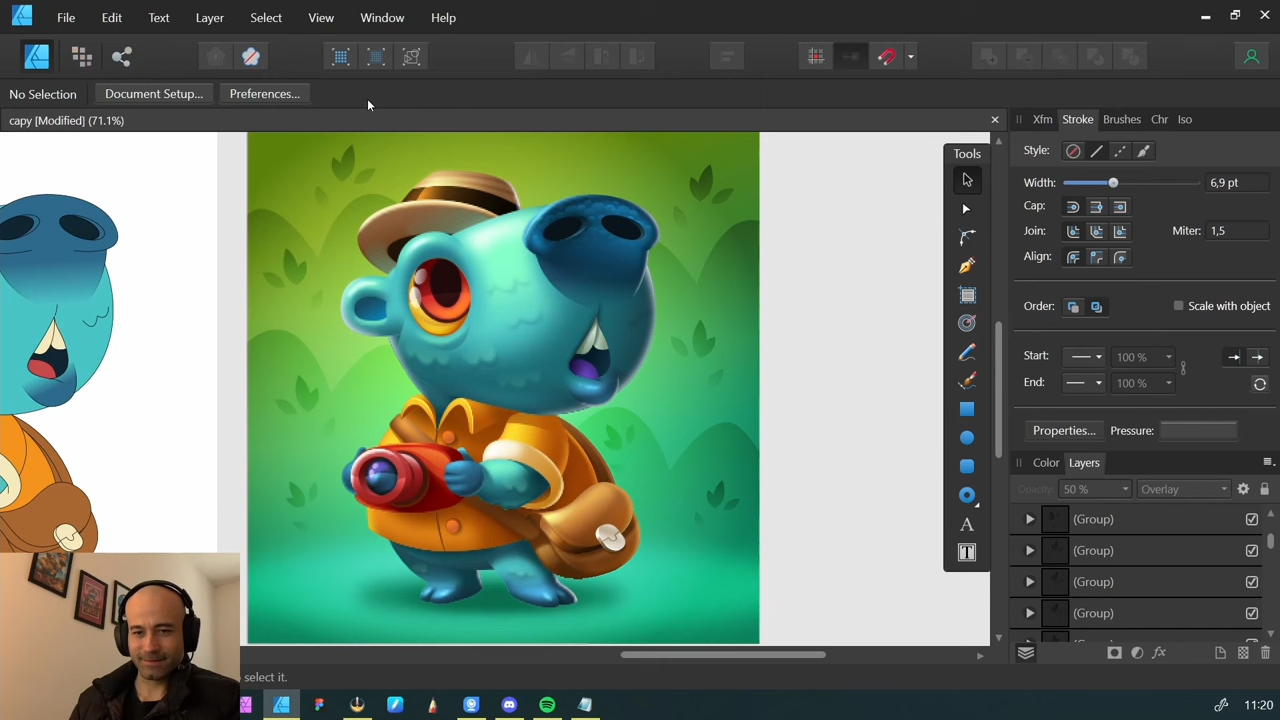 File Edit Text Layer Select View Window Help
No Selection Document Setup... Preferences...
capy [Modified] (71.1%)
Xfm Stroke Brushes Chr Iso
Style:
Width: 6,9 pt
Cap:
Join: Miter: 1,5
Align:
Order: Scale with object
Start: 100 %
End: 100 %
Properties... Pressure:
Color Layers
Opacity: 50 % Overlay
(Group)
(Group)
(Group)
(Group)
Tools
A
T
select it.
11:20